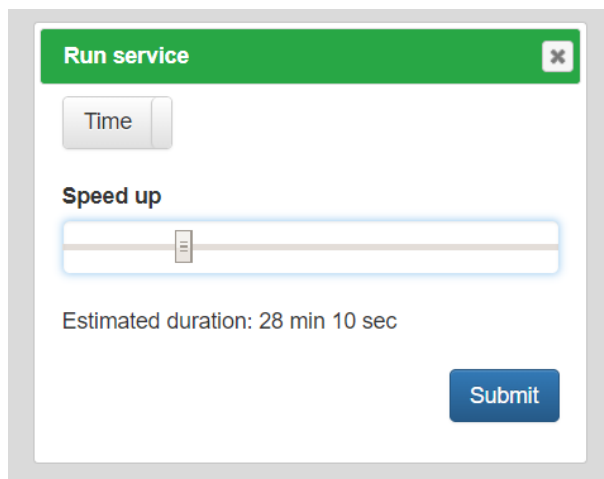 Run service
Time
Speed up
Estimated duration: 28 min 10 sec
Submit